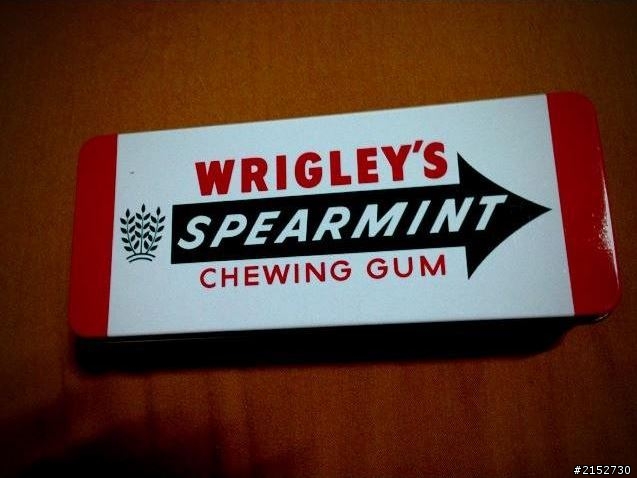 WRIGLEY'S
SPEARMINT
CHEWING GUM
#2152730